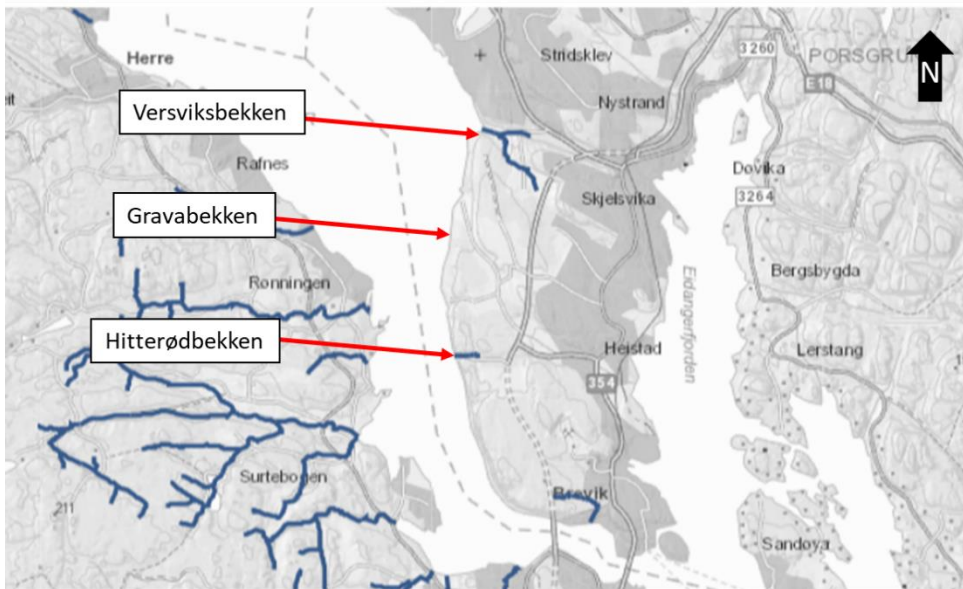 Herre
Stridsklev
3260
PORSGRU
N
E18
Versviksbekken
Nystrand
Rafnes
Dovika
Skjelsvika
3264
Gravabekken
Bergsbygda
Rønningen
Eidangerfjorden
Hitterødbekken
Heistad
Lerstang
354
Surtebogen
Brevik
211
Sandøya